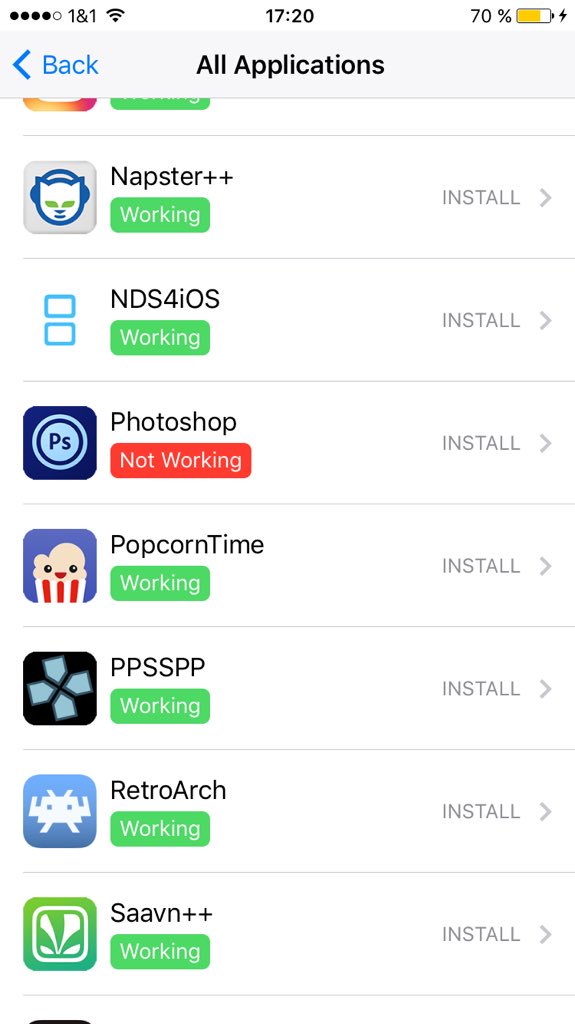 1&1 17:20 70 %
Back All Applications
Working
Napster++
Working
INSTALL
NDS4iOS
Working
INSTALL
Ps
Photoshop
Not Working
INSTALL
PopcornTime
Working
INSTALL
PPSSPP
Working
INSTALL
RetroArch
Working
INSTALL
Saavn++
Working
INSTALL